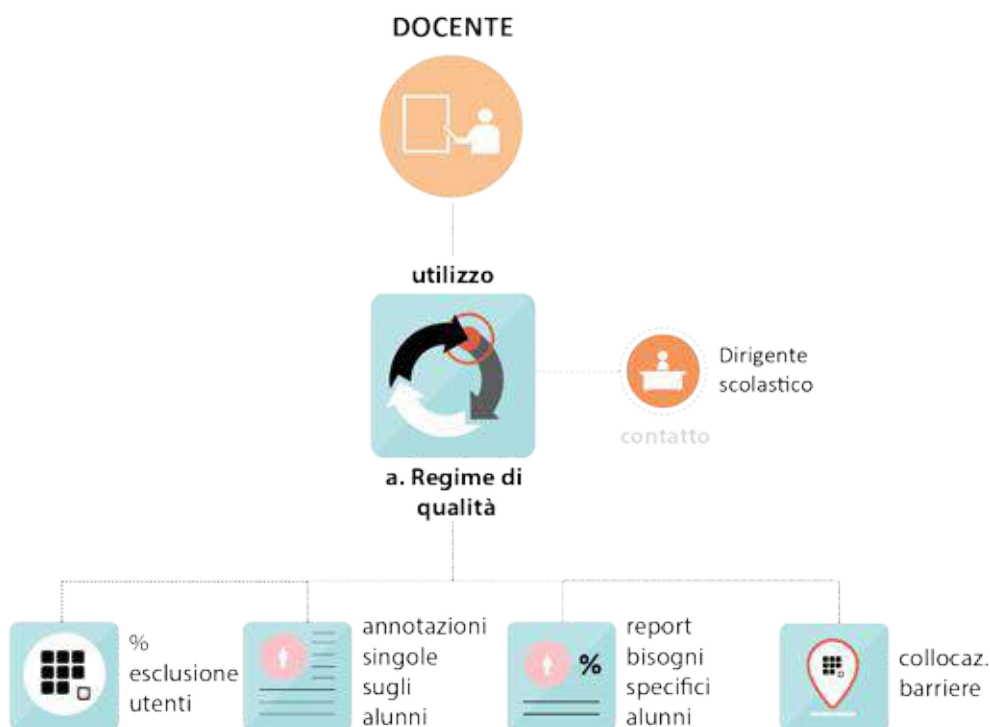 DOCENTE
utilizzo
Dirigente
scolastico
contatto
a. Regime di
qualità
%
esclusione
utenti
annotazioni
singole
sugli
alunni
%
report
bisogni
specifici
alunni
collocaz.
barriere